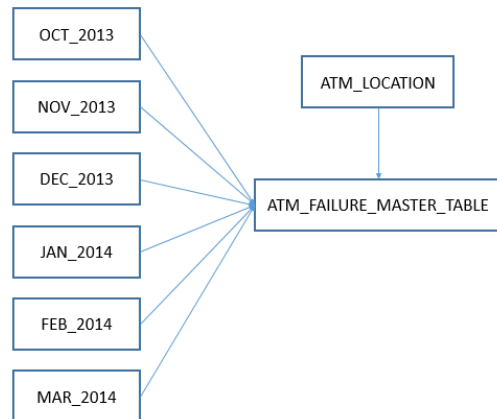 OCT_2013
NOV_2013
DEC_2013
JAN_2014
FEB_2014
MAR_2014
ATM_LOCATION
ATM_FAILURE_MASTER_TABLE